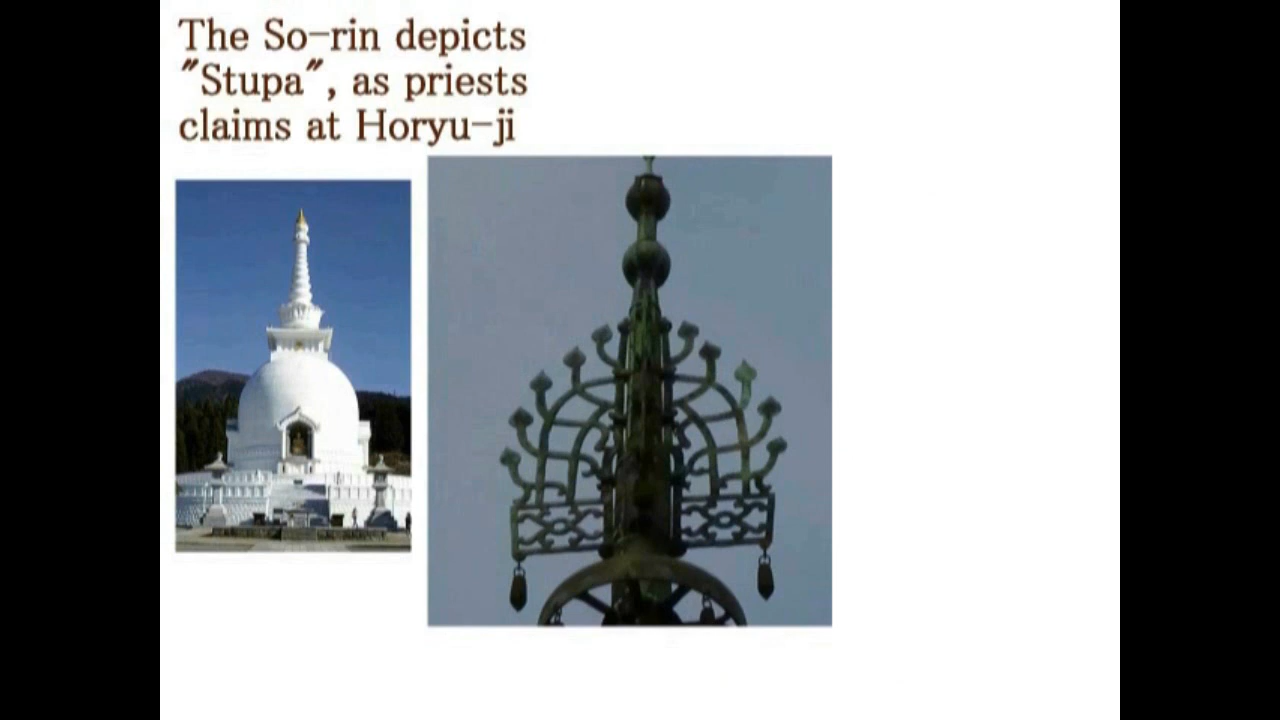 The So-rin depicts
"Stupa", as priests
claims at Horyu-ji